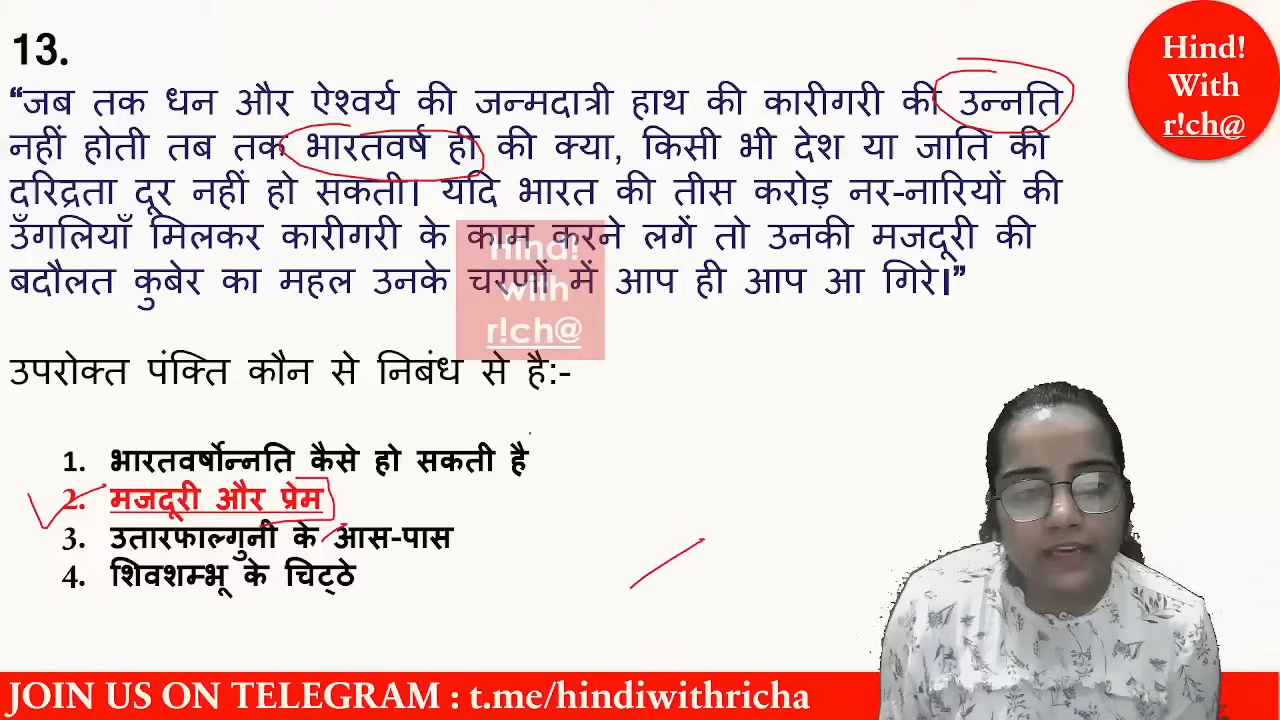 13.
“जब तक धन और ऐश्वर्य की जन्मदात्री हाथ की कारीगरी की उन्नति
नहीं होती तब तक भारतवर्ष ही की क्या, किसी भी देश या जाति की
दरिद्रता दूर नहीं हो सकती। यदि भारत की तीस करोड़ नर-नारियों की
उँगलियाँ मिलकर कारीगरी के काम करने लगें तो उनकी मजदूरी की
बदौलत कुबेर का महल उनके चरणों में आप ही आप आ गिरे।”
उपरोक्त पंक्ति कौन से निबंध से है:-
1. भारतवर्षोन्नति कैसे हो सकती है
2. मजदूरी और प्रेम
3. उतारफाल्गुनी के आस-पास
4. शिवशम्भू के चिट्ठे
Hind!
With
r!ch@
Hind!
with
r!ch@
JOIN US ON TELEGRAM : t.me/hindiwithricha